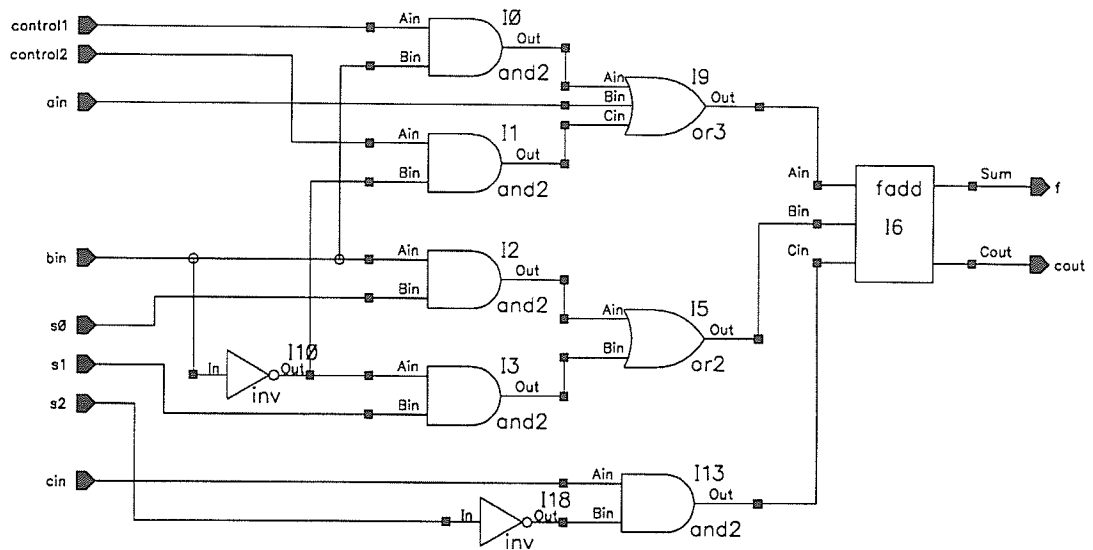 control1
Ain
I0
Out
control2
Bin
and2
Ain
I9
ain
Bin
Out
Cin
Ain
I1
or3
Out
Bin
and2
Ain
fadd
Sum
f
Bin
I6
bin
Ain
I2
Cin
Cout
cout
Out
Bin
and2
s0
Ain
I5
Out
s1
I10
Bin
In
Out
Ain
I3
or2
inv
Out
s2
Bin
and2
cin
Ain
I13
I18
Out
In
Out
Bin
and2
inv